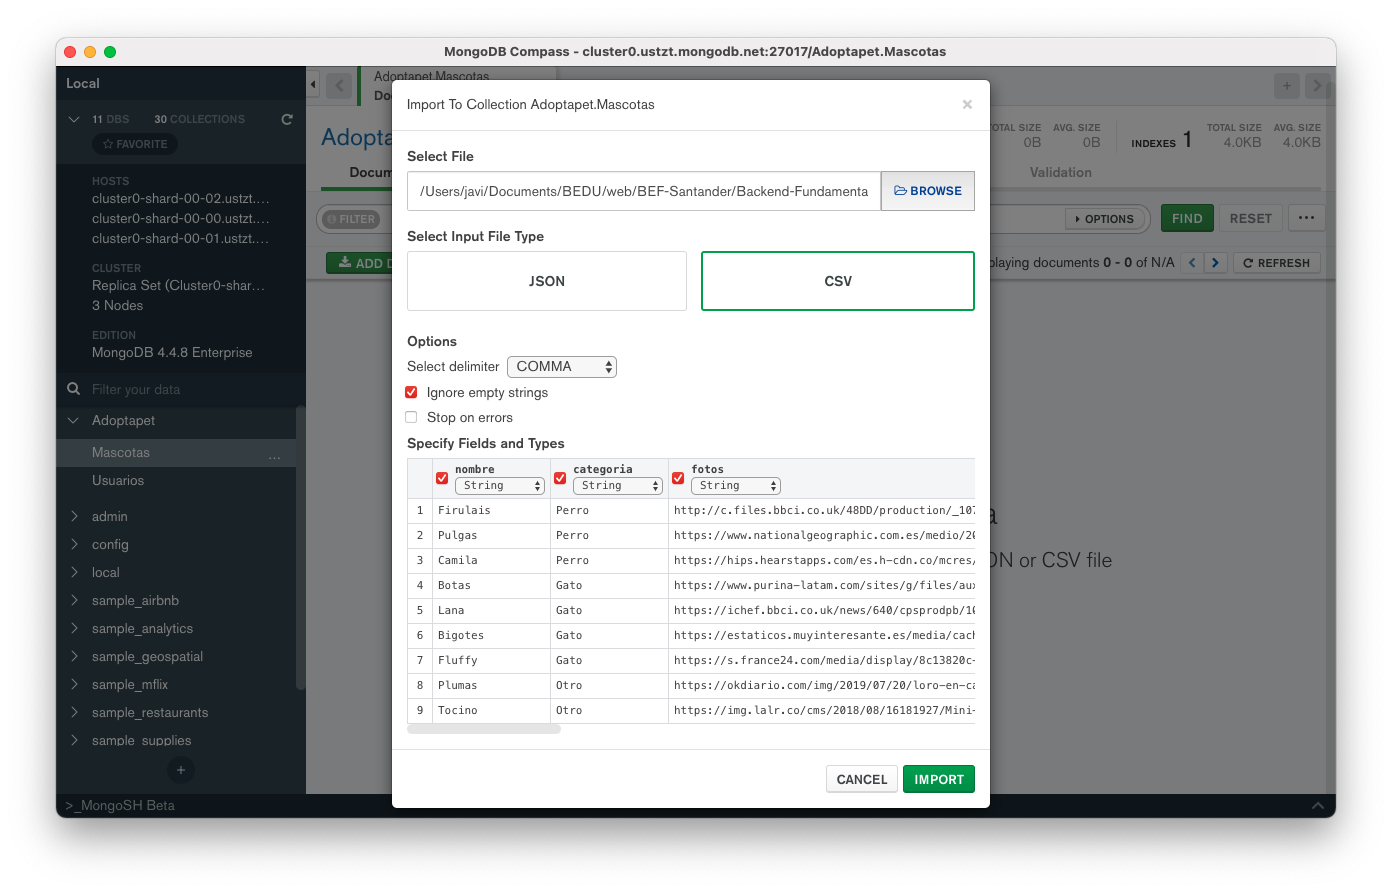 MongoDB Compass - cluster0.ustzt.mongodb.net:27017/Adoptapet.Mascotas
Local
11 DBS 30 COLLECTIONS
FAVORITE
HOSTS
cluster0-shard-00-02.ustzt....
cluster0-shard-00-00.ustzt....
cluster0-shard-00-01.ustzt....
CLUSTER
Replica Set (Cluster0-shar...
3 Nodes
EDITION
MongoDB 4.4.8 Enterprise
Filter your data
Adoptapet
Mascotas ...
Usuarios
admin
config
local
sample_airbnb
sample_analytics
sample_geospatial
sample_mflix
sample_restaurants
sample_supplies
+
>_MongoSH Beta
Adoptapet.Mascotas
Do
Adopta
OTAL SIZE 0B
AVG. SIZE 0B
INDEXES 1
TOTAL SIZE 4.0KB
AVG. SIZE 4.0KB
Docum
Validation
FILTER
OPTIONS
FIND
RESET
...
ADD D
laying documents 0 - 0 of N/A
REFRESH
a
ON or CSV file
Import To Collection Adoptapet.Mascotas
×
Select File
/Users/javi/Documents/BEDU/web/BEF-Santander/Backend-Fundamenta
BROWSE
Select Input File Type
JSON
CSV
Options
Select delimiter COMMA
Ignore empty strings
Stop on errors
Specify Fields and Types
nombre categoria fotos
String String String
1 Firulais Perro http://c.files.bbci.co.uk/48DD/production/_107
2 Pulgas Perro https://www.nationalgeographic.com.es/medio/20
3 Camila Perro https://hips.hearstapps.com/es.h-cdn.co/mcres/
4 Botas Gato https://www.purina-latam.com/sites/g/files/aux
5 Lana Gato https://ichef.bbci.co.uk/news/640/cpsprodpb/10
6 Bigotes Gato https://estaticos.muyinteresante.es/media/cach
7 Fluffy Gato https://s.france24.com/media/display/8c13820c-
8 Plumas Otro https://okdiario.com/img/2019/07/20/loro-en-ca
9 Tocino Otro https://img.lalr.co/cms/2018/08/16181927/Mini-
CANCEL
IMPORT